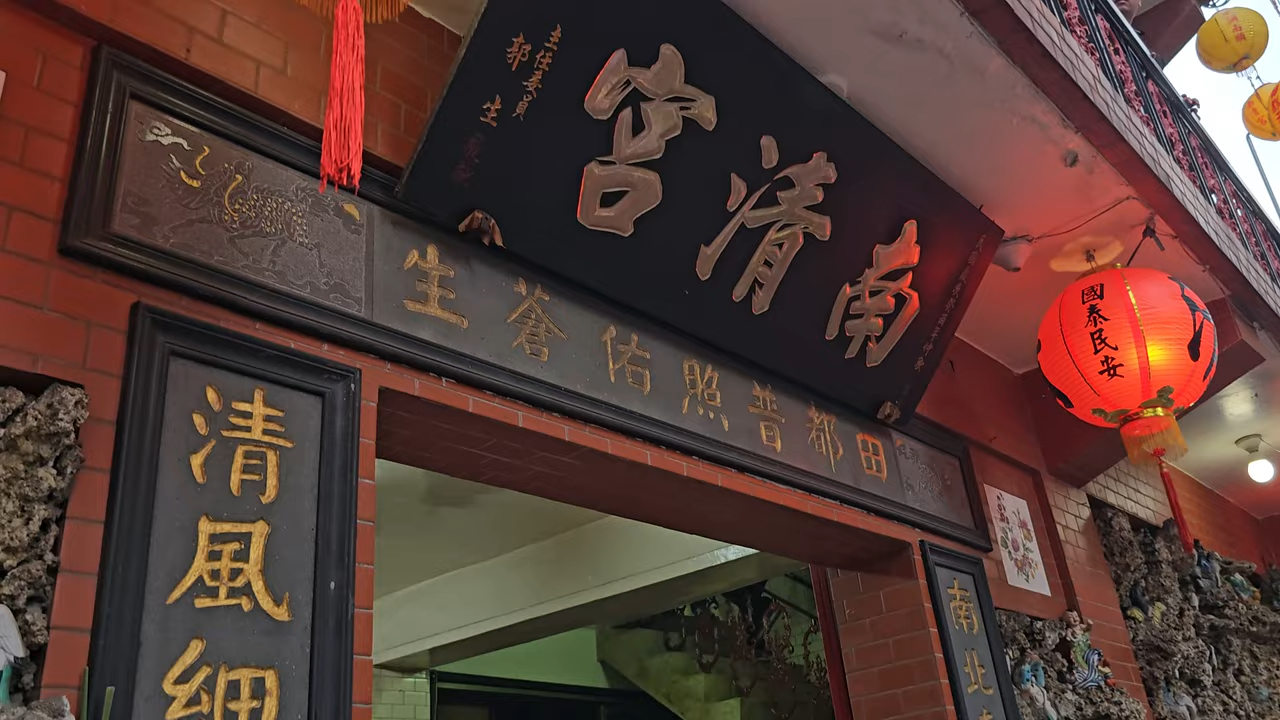 南清宮
主任委員
郭生
田都普照佑蒼生
南北
清風細
國泰民安